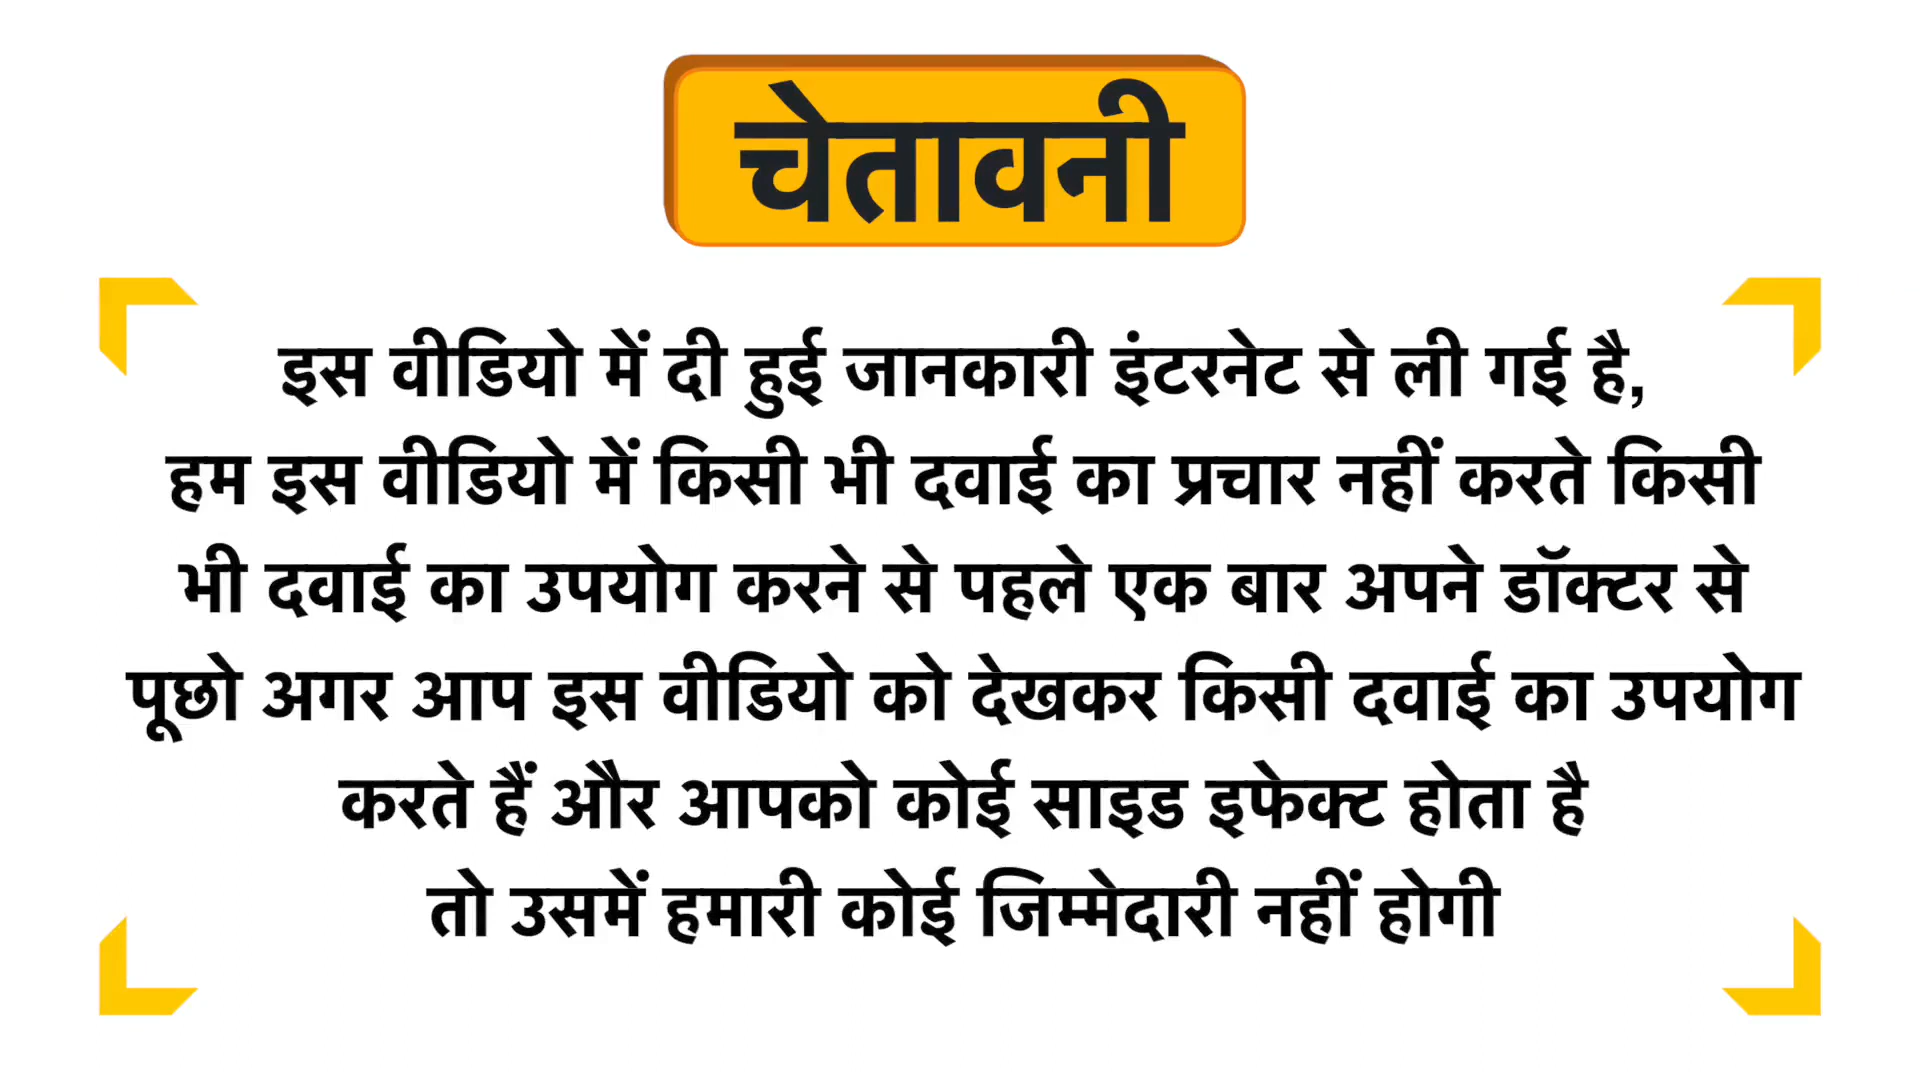 चेतावनी
इस वीडियो में दी हुई जानकारी इंटरनेट से ली गई है,
हम इस वीडियो में किसी भी दवाई का प्रचार नहीं करते किसी
भी दवाई का उपयोग करने से पहले एक बार अपने डॉक्टर से
पूछो अगर आप इस वीडियो को देखकर किसी दवाई का उपयोग
करते हैं और आपको कोई साइड इफेक्ट होता है
तो उसमें हमारी कोई जिम्मेदारी नहीं होगी